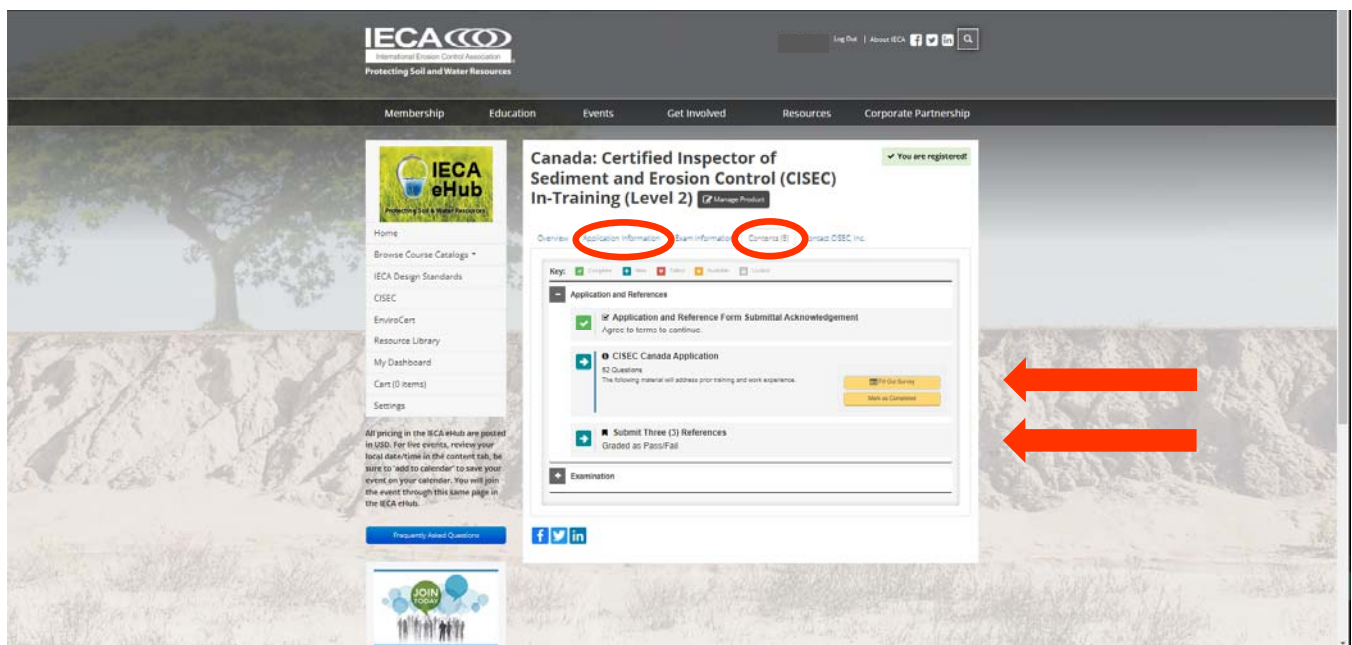 IECA
International Erosion Control Association
Protecting Soil and Water Resources
Log Out | About IECA
Membership Education Events Get Involved Resources Corporate Partnership
IECA
eHub
Protecting Soil & Water Resources
Home
Browse Course Catalogs
IECA Design Standards
CISEC
EnviroCert
Resource Library
My Dashboard
Cart (0 items)
Settings
All pricing in the IECA eHub are posted
in USD. For live events, review your
local date/time in the content tab, be
sure to 'add to calendar' to save your
event on your calendar. You will join
the event through this same page in
the IECA eHub.
Frequently Asked Questions
JOIN
TODAY
Canada: Certified Inspector of
Sediment and Erosion Control (CISEC)
In-Training (Level 2) Manage Product
You are registered!
Overview Application Information Exam Information Contents Contact CISEC, Inc.
Key: Complete Failed Available Locked
Application and References
Application and Reference Form Submittal Acknowledgement
Agree to terms to continue.
CISEC Canada Application
52 Questions
The following material will address prior training and work experience.
Fill Out Survey
Mark as Completed
Submit Three (3) References
Graded as Pass/Fail
Examination